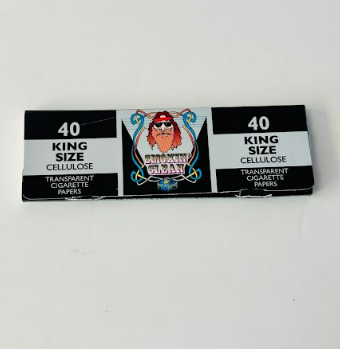 40
KING
SIZE
CELLULOSE
TRANSPARENT
CIGARETTE
PAPERS
SMOKIN'
CLEAN
40
KING
SIZE
CELLULOSE
TRANSPARENT
CIGARETTE
PAPERS